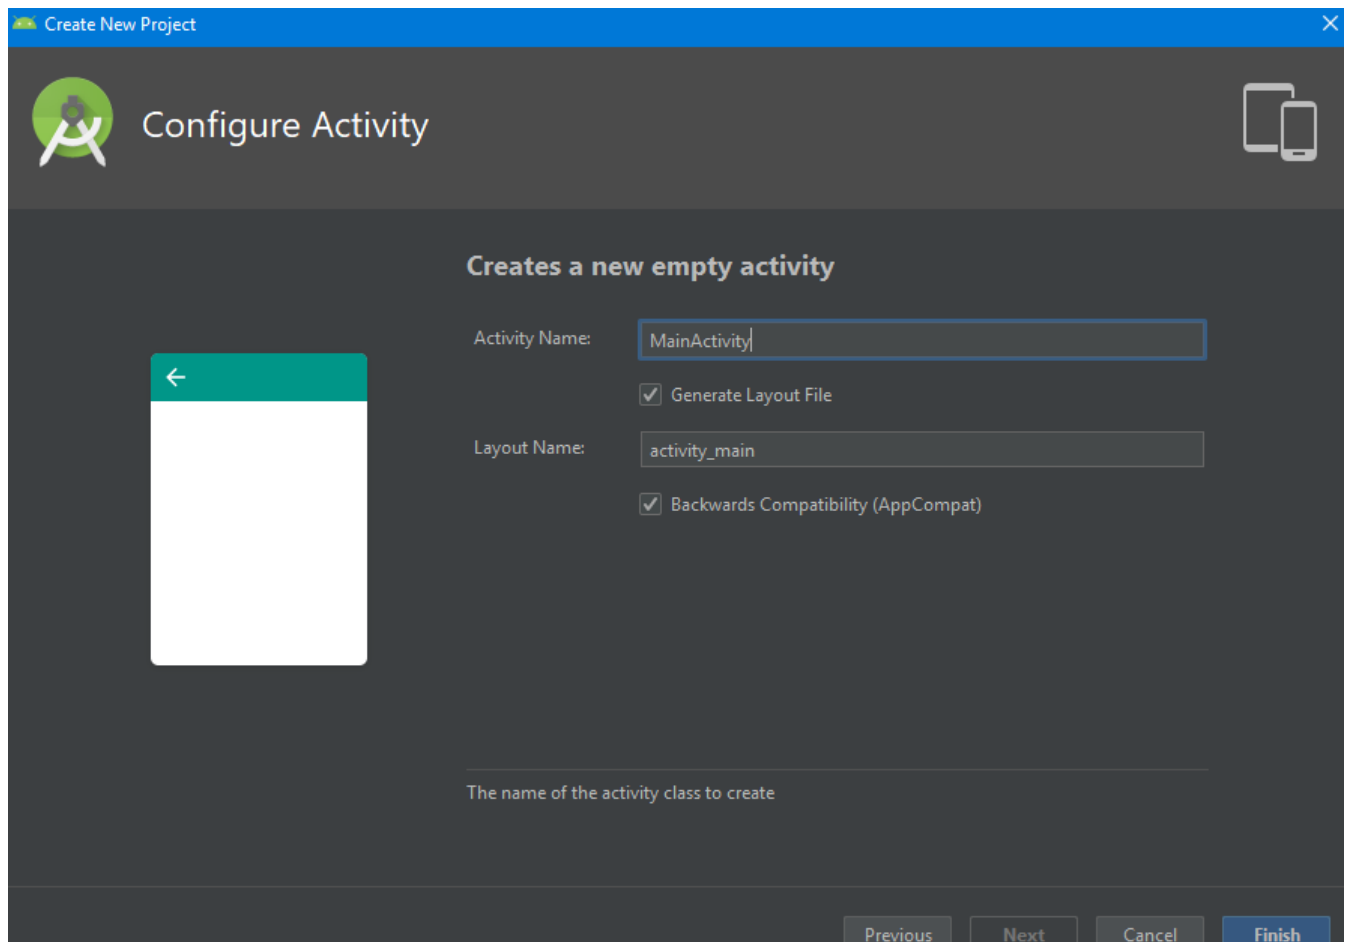 Create New Project
Configure Activity
Creates a new empty activity
Activity Name: MainActivity
Generate Layout File
Layout Name: activity_main
Backwards Compatibility (AppCompat)
The name of the activity class to create
Previous Next Cancel Finish